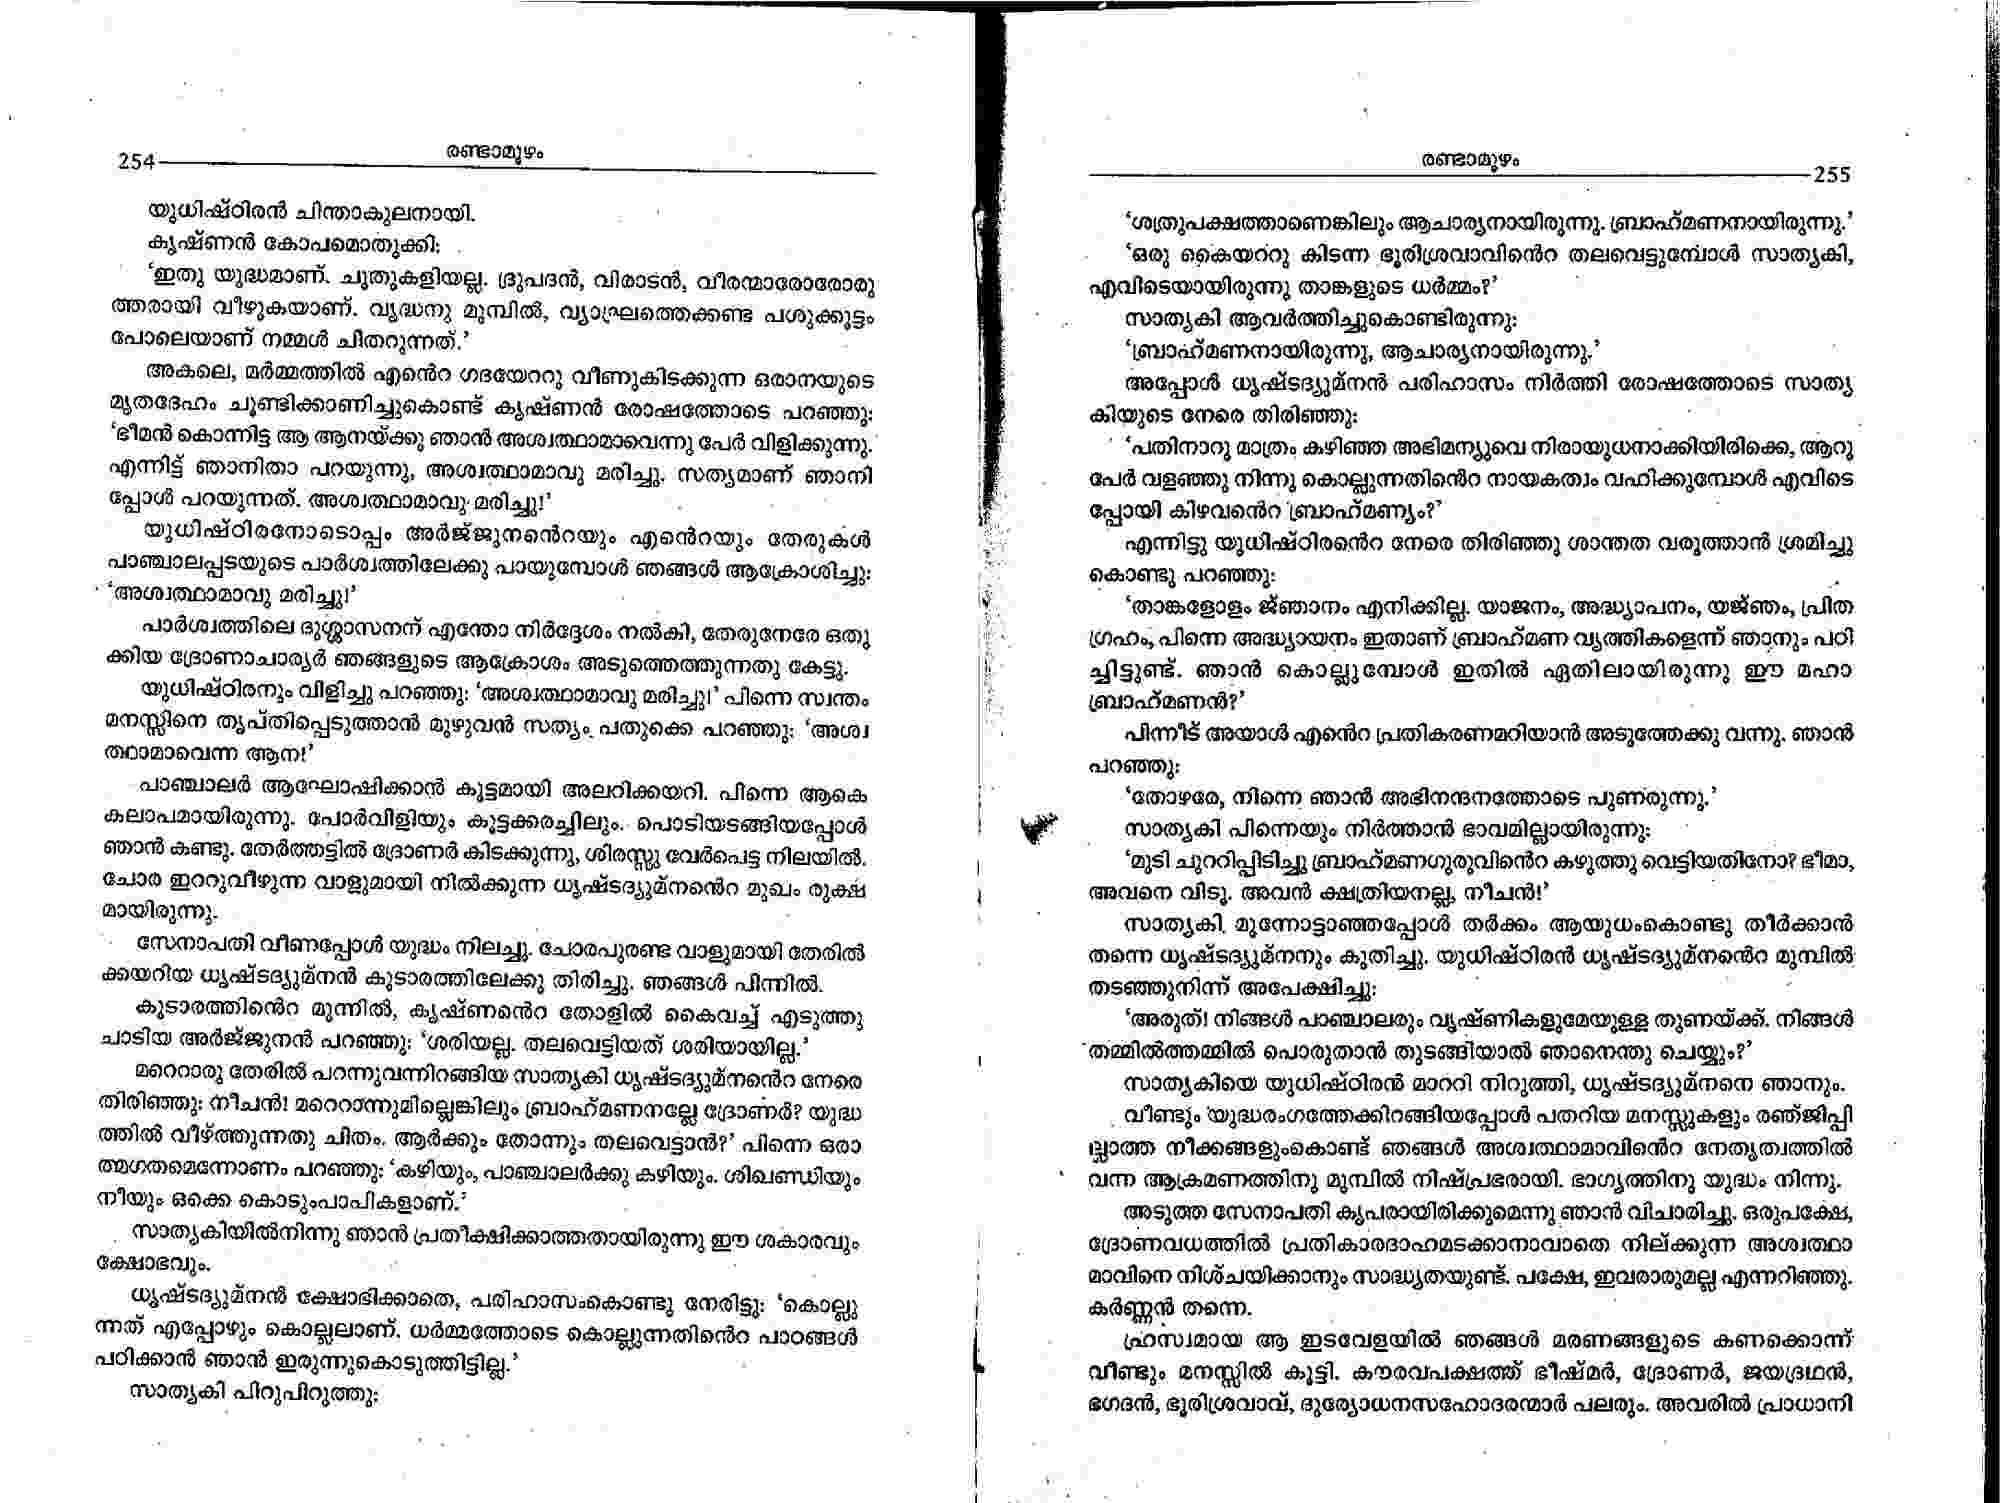 254
രണ്ടാമൂഴം
യുധിഷ്ഠിരൻ ചിന്താകുലനായി.
കൃഷ്ണൻ കോപമൊതുക്കി:
‘ഇതു യുദ്ധമാണ്. ചൂതുകളിയല്ല. ദ്രുപദൻ, വിരാടൻ, വീരന്മാരോരോരു
ത്തരായി വീഴുകയാണ്. വൃദ്ധനു മുമ്പിൽ, വ്യാഘ്രത്തെക്കണ്ട പശുക്കൂട്ടം
പോലെയാണ് നമ്മൾ ചിതറുന്നത്.’
അകലെ, മർമ്മത്തിൽ എൻെറ ഗദയേററു വീണുകിടക്കുന്ന ഒരാനയുടെ
മൃതദേഹം ചൂണ്ടിക്കാണിച്ചുകൊണ്ട് കൃഷ്ണൻ രോഷത്തോടെ പറഞ്ഞു:
‘ഭീമൻ കൊന്നിട്ട ആ ആനയ്ക്കു ഞാൻ അശ്വത്ഥാമാവെന്നു പേർ വിളിക്കുന്നു.
എന്നിട്ട് ഞാനിതാ പറയുന്നു, അശ്വത്ഥാമാവു മരിച്ചു. സത്യമാണ് ഞാനി
പ്പോൾ പറയുന്നത്. അശ്വത്ഥാമാവു മരിച്ചു!’
യുധിഷ്ഠിരനോടൊപ്പം അർജ്ജുനൻെറയും എൻെറയും തേരുകൾ
പാഞ്ചാലപ്പടയുടെ പാർശ്വത്തിലേക്കു പായുമ്പോൾ ഞങ്ങൾ ആക്രോശിച്ചു:
‘അശ്വത്ഥാമാവു മരിച്ചു!’
പാർശ്വത്തിലെ ദുശ്ശാസനന് എന്തോ നിർദ്ദേശം നൽകി, തേരുനേരേ ഒതു
ക്കിയ ദ്രോണാചാര്യർ ഞങ്ങളുടെ ആക്രോശം അടുത്തെത്തുന്നതു കേട്ടു.
യുധിഷ്ഠിരനും വിളിച്ചു പറഞ്ഞു: ‘അശ്വത്ഥാമാവു മരിച്ചു!’ പിന്നെ സ്വന്തം
മനസ്സിനെ തൃപ്തിപ്പെടുത്താൻ മുഴുവൻ സത്യം പതുക്കെ പറഞ്ഞു: ‘അശ്വ
ത്ഥാമാവെന്ന ആന!’
പാഞ്ചാലർ ആഘോഷിക്കാൻ കൂട്ടമായി അലറിക്കയറി. പിന്നെ ആകെ
കലാപമായിരുന്നു. പോർവിളിയും കൂട്ടക്കരച്ചിലും. പൊടിയടങ്ങിയപ്പോൾ
ഞാൻ കണ്ടു. തേർത്തട്ടിൽ ദ്രോണർ കിടക്കുന്നു, ശിരസ്സു വേർപെട്ട നിലയിൽ.
ചോര ഇററുവീഴുന്ന വാളുമായി നിൽക്കുന്ന ധൃഷ്ടദ്യുമ്നൻെറ മുഖം രൂക്ഷ
മായിരുന്നു.
സേനാപതി വീണപ്പോൾ യുദ്ധം നിലച്ചു. ചോരപുരണ്ട വാളുമായി തേരിൽ
ക്കയറിയ ധൃഷ്ടദ്യുമ്നൻ കൂടാരത്തിലേക്കു തിരിച്ചു. ഞങ്ങൾ പിന്നിൽ.
കൂടാരത്തിൻെറ മുന്നിൽ, കൃഷ്ണൻെറ തോളിൽ കൈവച്ച് എടുത്തു
ചാടിയ അർജ്ജുനൻ പറഞ്ഞു: ‘ശരിയല്ല. തലവെട്ടിയത് ശരിയായില്ല.’
മറെറാരു തേരിൽ പറന്നുവന്നിറങ്ങിയ സാത്യകി ധൃഷ്ടദ്യുമ്നൻെറ നേരെ
തിരിഞ്ഞു: നീചൻ! മറെറാന്നുമില്ലെങ്കിലും ബ്രാഹ്മണനല്ലേ ദ്രോണർ? യുദ്ധ
ത്തിൽ വീഴ്ത്തുന്നതു ചിതം. ആർക്കും തോന്നും തലവെട്ടാൻ?’ പിന്നെ ഒരാ
ത്മഗതമെന്നോണം പറഞ്ഞു: ‘കഴിയും, പാഞ്ചാലർക്കു കഴിയും. ശിഖണ്ഡിയും
നീയും ഒക്കെ കൊടുംപാപികളാണ്.’
സാത്യകിയിൽനിന്നു ഞാൻ പ്രതീക്ഷിക്കാത്തതായിരുന്നു ഈ ശകാരവും
ക്ഷോഭവും.
ധൃഷ്ടദ്യുമ്നൻ ക്ഷോഭിക്കാതെ, പരിഹാസംകൊണ്ടു നേരിട്ടു: ‘കൊല്ലു
ന്നത് എപ്പോഴും കൊല്ലലാണ്. ധർമ്മത്തോടെ കൊല്ലുന്നതിൻെറ പാഠങ്ങൾ
പഠിക്കാൻ ഞാൻ ഇരുന്നുകൊടുത്തിട്ടില്ല.’
സാത്യകി പിറുപിറുത്തു:
രണ്ടാമൂഴം
255
‘ശത്രുപക്ഷത്താണെങ്കിലും ആചാര്യനായിരുന്നു. ബ്രാഹ്മണനായിരുന്നു.’
‘ഒരു കൈയററു കിടന്ന ഭൂരിശ്രവാവിൻെറ തലവെട്ടുമ്പോൾ സാത്യകി,
എവിടെയായിരുന്നു താങ്കളുടെ ധർമ്മം?’
സാത്യകി ആവർത്തിച്ചുകൊണ്ടിരുന്നു:
‘ബ്രാഹ്മണനായിരുന്നു, ആചാര്യനായിരുന്നു.’
അപ്പോൾ ധൃഷ്ടദ്യുമ്നൻ പരിഹാസം നിർത്തി രോഷത്തോടെ സാത്യ
കിയുടെ നേരെ തിരിഞ്ഞു:
‘പതിനാറു മാത്രം കഴിഞ്ഞ അഭിമന്യുവെ നിരായുധനാക്കിയിരിക്കെ, ആറു
പേർ വളഞ്ഞു നിന്നു കൊല്ലുന്നതിൻെറ നായകത്വം വഹിക്കുമ്പോൾ എവിടെ
പ്പോയി കിഴവൻെറ ബ്രാഹ്മണ്യം?’
എന്നിട്ടു യുധിഷ്ഠിരൻെറ നേരെ തിരിഞ്ഞു ശാന്തത വരുത്താൻ ശ്രമിച്ചു
കൊണ്ടു പറഞ്ഞു:
‘താങ്കളോളം ജ്ഞാനം എനിക്കില്ല. യാജനം, അദ്ധ്യാപനം, യജ്ഞം, പ്രിത
ഗ്രഹം, പിന്നെ അദ്ധ്യായനം ഇതാണ് ബ്രാഹ്മണ വൃത്തികളെന്ന് ഞാനും പഠി
ച്ചിട്ടുണ്ട്. ഞാൻ കൊല്ലുമ്പോൾ ഇതിൽ ഏതിലായിരുന്നു ഈ മഹാ
ബ്രാഹ്മണൻ?’
പിന്നീട് അയാൾ എൻെറ പ്രതികരണമറിയാൻ അടുത്തേക്കു വന്നു. ഞാൻ
പറഞ്ഞു:
‘തോഴരേ, നിന്നെ ഞാൻ അഭിനന്ദനത്തോടെ പുണരുന്നു.’
സാത്യകി പിന്നെയും നിർത്താൻ ഭാവമില്ലായിരുന്നു:
‘മുടി ചുററിപ്പിടിച്ചു ബ്രാഹ്മണഗുരുവിൻെറ കഴുത്തു വെട്ടിയതിനോ? ഭീമാ,
അവനെ വിടൂ. അവൻ ക്ഷത്രിയനല്ല, നീചൻ!’
സാത്യകി മുന്നോട്ടാഞ്ഞപ്പോൾ തർക്കം ആയുധംകൊണ്ടു തീർക്കാൻ
തന്നെ ധൃഷ്ടദ്യുമ്നനും കുതിച്ചു. യുധിഷ്ഠിരൻ ധൃഷ്ടദ്യുമ്നൻെറ മുമ്പിൽ
തടഞ്ഞുനിന്ന് അപേക്ഷിച്ചു:
‘അരുത്! നിങ്ങൾ പാഞ്ചാലരും വൃഷ്ണികളുമേയുള്ള തുണയ്ക്ക്. നിങ്ങൾ
തമ്മിൽത്തമ്മിൽ പൊരുതാൻ തുടങ്ങിയാൽ ഞാനെന്തു ചെയ്യും?’
സാത്യകിയെ യുധിഷ്ഠിരൻ മാററി നിറുത്തി, ധൃഷ്ടദ്യുമ്നനെ ഞാനും.
വീണ്ടും യുദ്ധരംഗത്തേക്കിറങ്ങിയപ്പോൾ പതറിയ മനസ്സുകളും രഞ്ജിപ്പി
ല്ലാത്ത നീക്കങ്ങളുംകൊണ്ട് ഞങ്ങൾ അശ്വത്ഥാമാവിൻെറ നേതൃത്വത്തിൽ
വന്ന ആക്രമണത്തിനു മുമ്പിൽ നിഷ്പ്രഭരായി. ഭാഗ്യത്തിനു യുദ്ധം നിന്നു.
അടുത്ത സേനാപതി കൃപരായിരിക്കുമെന്നു ഞാൻ വിചാരിച്ചു. ഒരുപക്ഷേ,
ദ്രോണവധത്തിൽ പ്രതികാരദാഹമടക്കാനാവാതെ നില്ക്കുന്ന അശ്വത്ഥാ
മാവിനെ നിശ്ചയിക്കാനും സാദ്ധ്യതയുണ്ട്. പക്ഷേ, ഇവരാരുമല്ല എന്നറിഞ്ഞു.
കർണ്ണൻ തന്നെ.
ഹ്രസ്വമായ ആ ഇടവേളയിൽ ഞങ്ങൾ മരണങ്ങളുടെ കണക്കൊന്ന്
വീണ്ടും മനസ്സിൽ കൂട്ടി. കൗരവപക്ഷത്ത് ഭീഷ്മർ, ദ്രോണർ, ജയദ്രഥൻ,
ഭഗദൻ, ഭൂരിശ്രവാവ്, ദുര്യോധനസഹോദരന്മാർ പലരും. അവരിൽ പ്രാധാനി